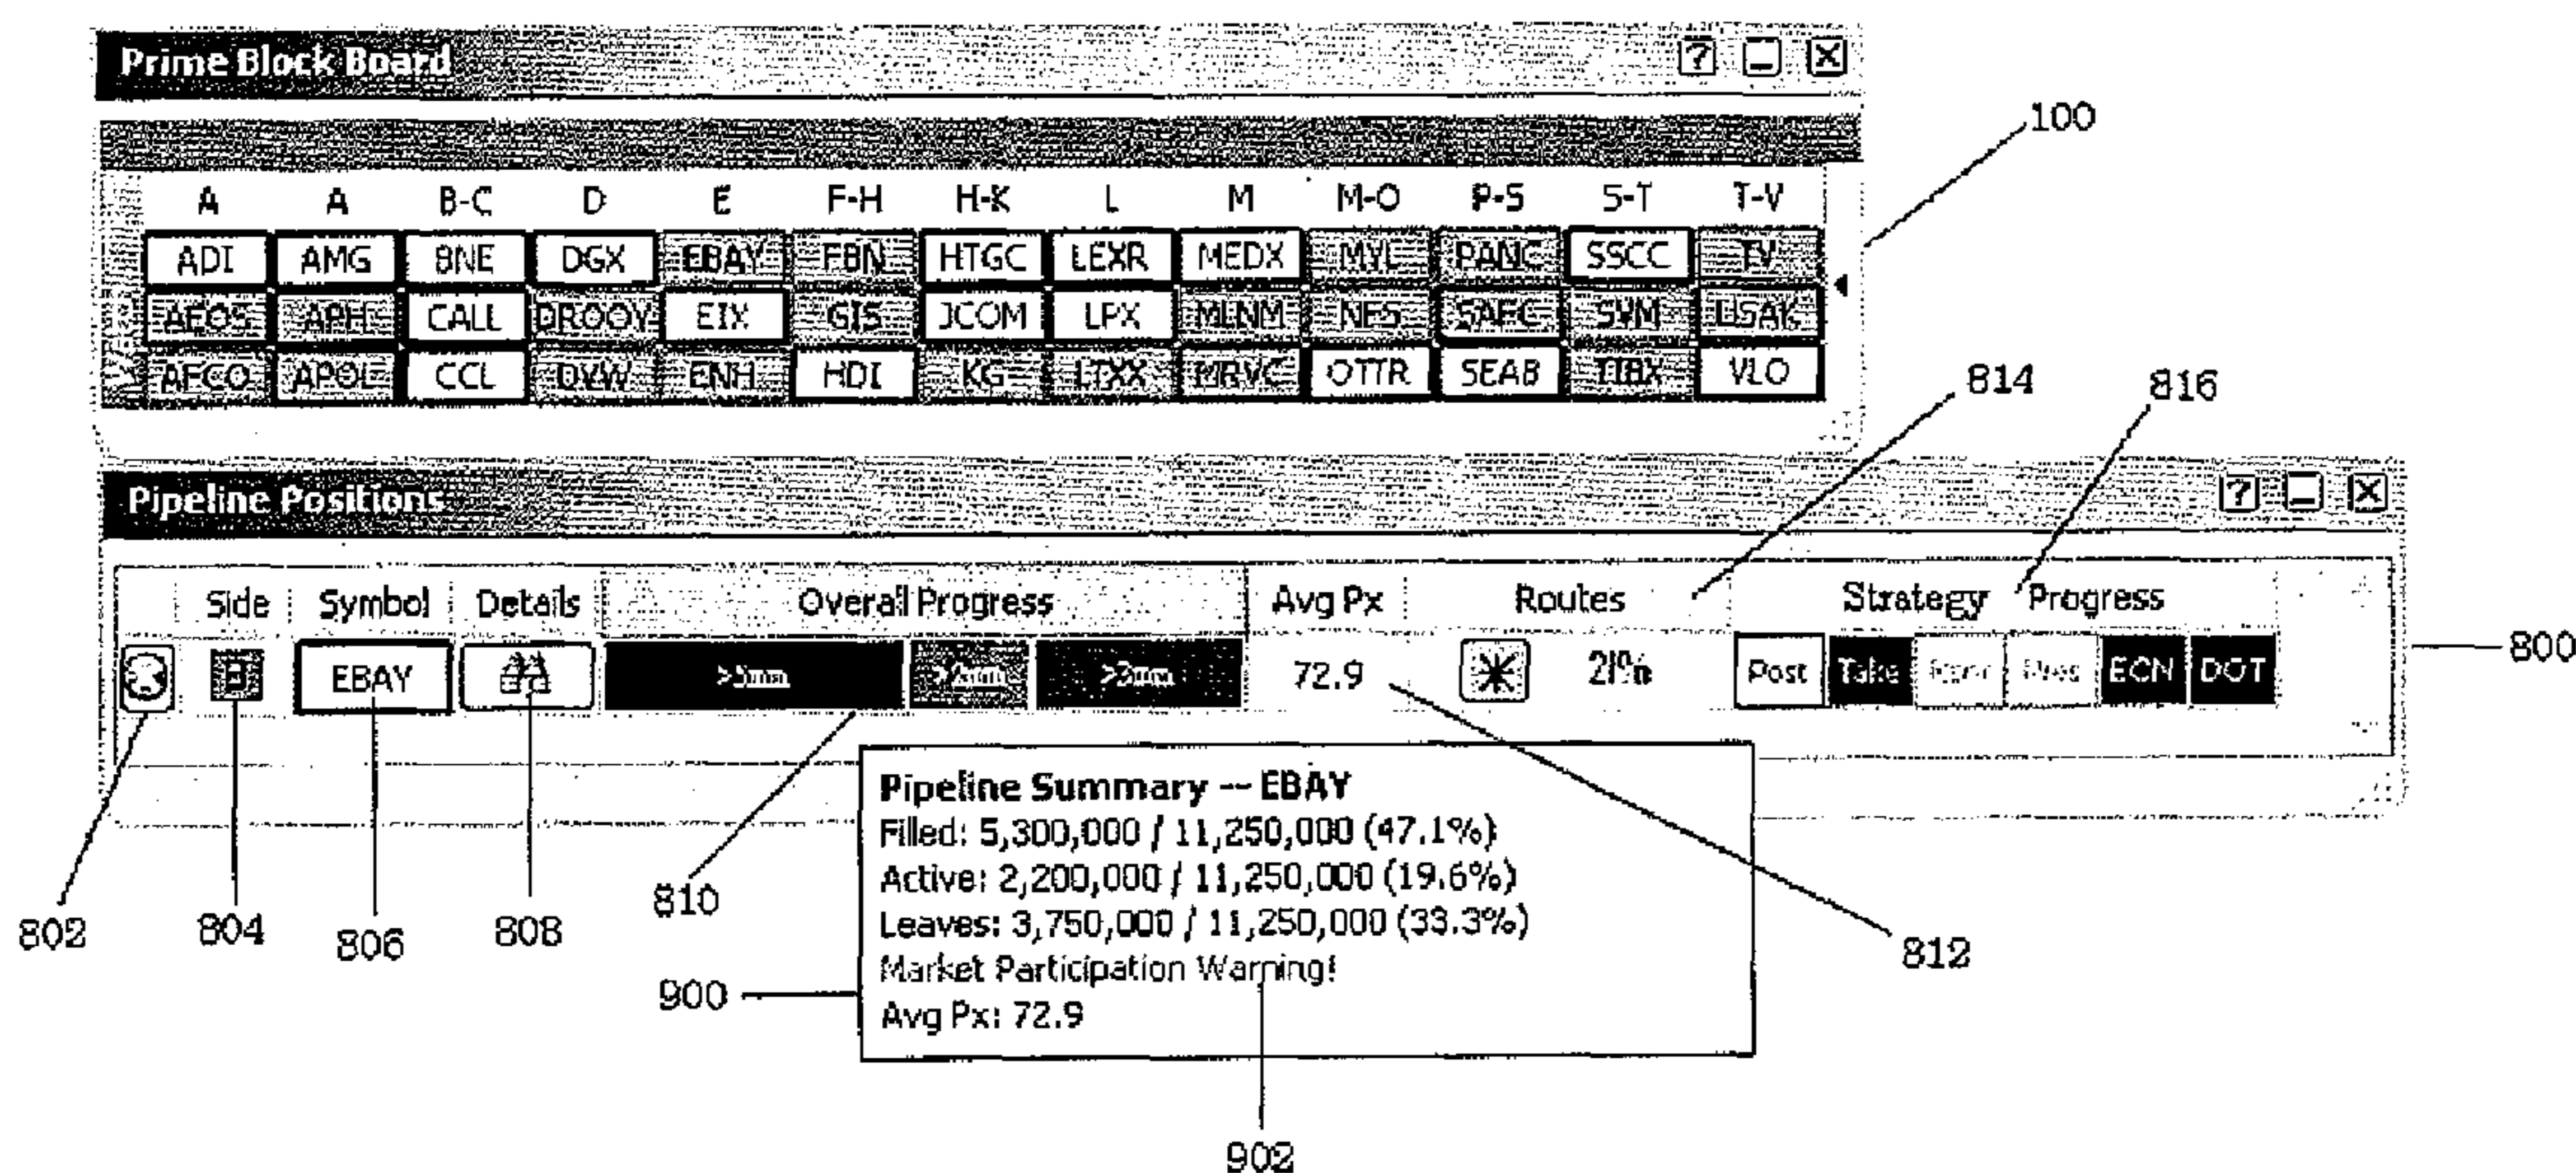 Prime Block Board ? _ X
100
A A B-C D E F-H H-K L M M-O P-S S-T T-V
ADI AMG BNE DGX EBAY FBN HTGC LEXR MEDX MYL PANC SSCC TV
AEOS APH CALL DROOY EIX GIS JCOM LPX MLNM NFS SAFC SVM USAK
AFCO APOL CCL DVW ENH HDI KG LTXX MRVC OTTR SEAB TIBX VLO
814 816
Pipeline Positions ? _ X
Side Symbol Details Overall Progress Avg Px Routes Strategy Progress
EBAY >5mm >2mm >3mm 72.9 21% Post Take ECN DOT
800
Pipeline Summary -- EBAY
Filled: 5,300,000 / 11,250,000 (47.1%)
Active: 2,200,000 / 11,250,000 (19.6%)
Leaves: 3,750,000 / 11,250,000 (33.3%)
Market Participation Warning!
Avg Px: 72.9
802 804 806 808 810 812
900
902